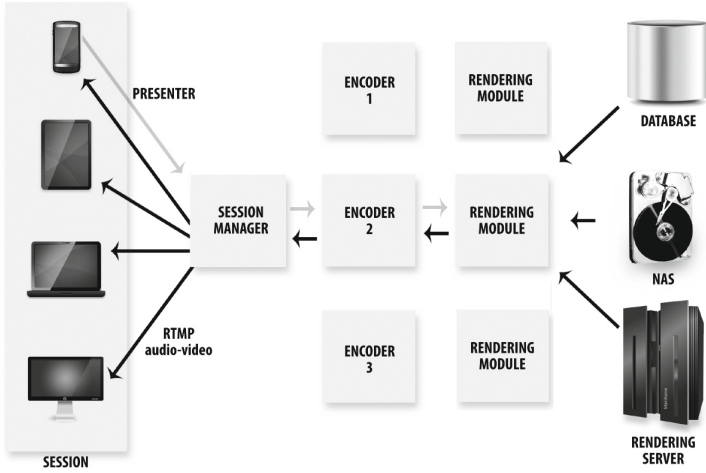 PRESENTER
ENCODER
1
RENDERING
MODULE
DATABASE
SESSION
MANAGER
ENCODER
2
RENDERING
MODULE
NAS
RTMP
audio-video
ENCODER
3
RENDERING
MODULE
SESSION
RENDERING
SERVER